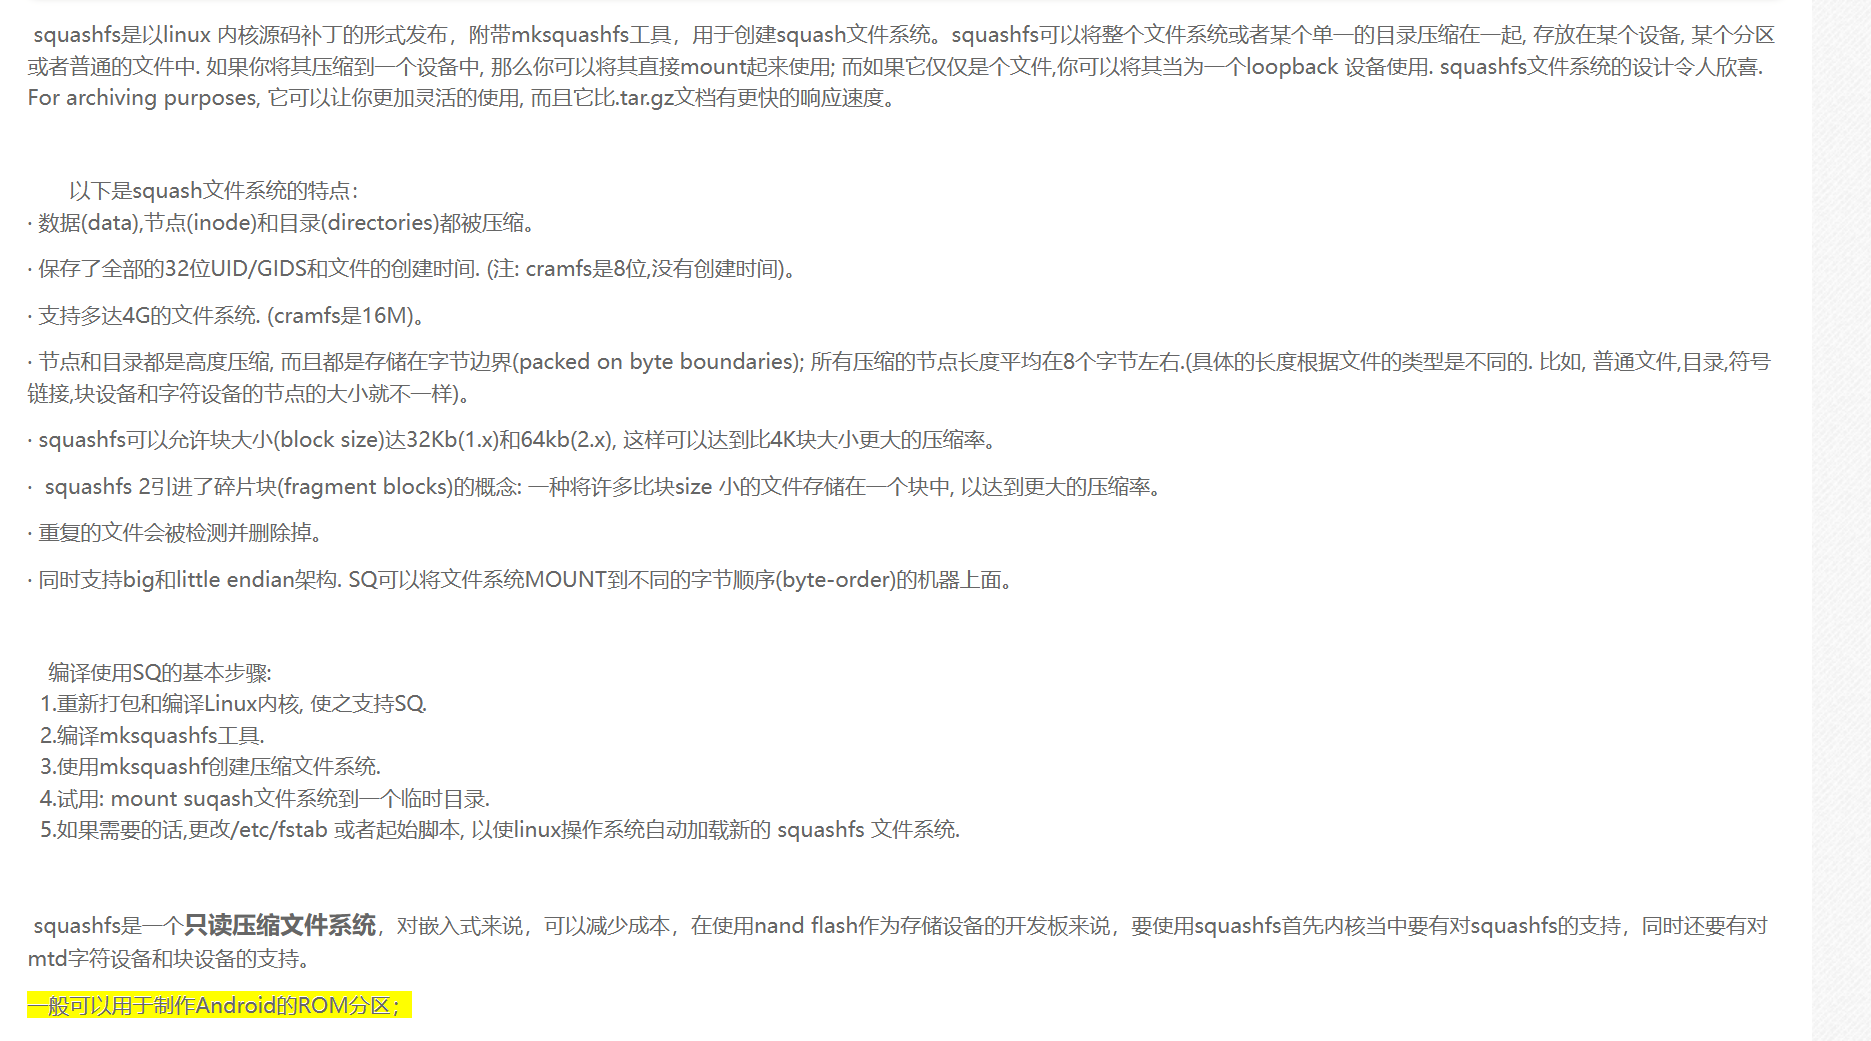 squashfs是以linux 内核源码补丁的形式发布，附带mksquashfs工具，用于创建squash文件系统。squashfs可以将整个文件系统或者某个单一的目录压缩在一起, 存放在某个设备, 某个分区
或者普通的文件中. 如果你将其压缩到一个设备中, 那么你可以将其直接mount起来使用; 而如果它仅仅是个文件,你可以将其当为一个loopback 设备使用. squashfs文件系统的设计令人欣喜.
For archiving purposes, 它可以让你更加灵活的使用, 而且它比.tar.gz文档有更快的响应速度。
以下是squash文件系统的特点：
· 数据(data),节点(inode)和目录(directories)都被压缩。
· 保存了全部的32位UID/GIDS和文件的创建时间. (注: cramfs是8位,没有创建时间)。
· 支持多达4G的文件系统. (cramfs是16M)。
· 节点和目录都是高度压缩, 而且都是存储在字节边界(packed on byte boundaries); 所有压缩的节点长度平均在8个字节左右.(具体的长度根据文件的类型是不同的. 比如, 普通文件,目录,符号
链接,块设备和字符设备的节点的大小就不一样)。
· squashfs可以允许块大小(block size)达32Kb(1.x)和64kb(2.x), 这样可以达到比4K块大小更大的压缩率。
· squashfs 2引进了碎片块(fragment blocks)的概念: 一种将许多比块size 小的文件存储在一个块中, 以达到更大的压缩率。
· 重复的文件会被检测并删除掉。
· 同时支持big和little endian架构. SQ可以将文件系统MOUNT到不同的字节顺序(byte-order)的机器上面。
编译使用SQ的基本步骤:
1.重新打包和编译Linux内核, 使之支持SQ.
2.编译mksquashfs工具.
3.使用mksquashf创建压缩文件系统.
4.试用: mount suqash文件系统到一个临时目录.
5.如果需要的话,更改/etc/fstab 或者起始脚本, 以使linux操作系统自动加载新的 squashfs 文件系统.
squashfs是一个只读压缩文件系统，对嵌入式来说，可以减少成本，在使用nand flash作为存储设备的开发板来说，要使用squashfs首先内核当中要有对squashfs的支持，同时还要有对
mtd字符设备和块设备的支持。
一般可以用于制作Android的ROM分区；